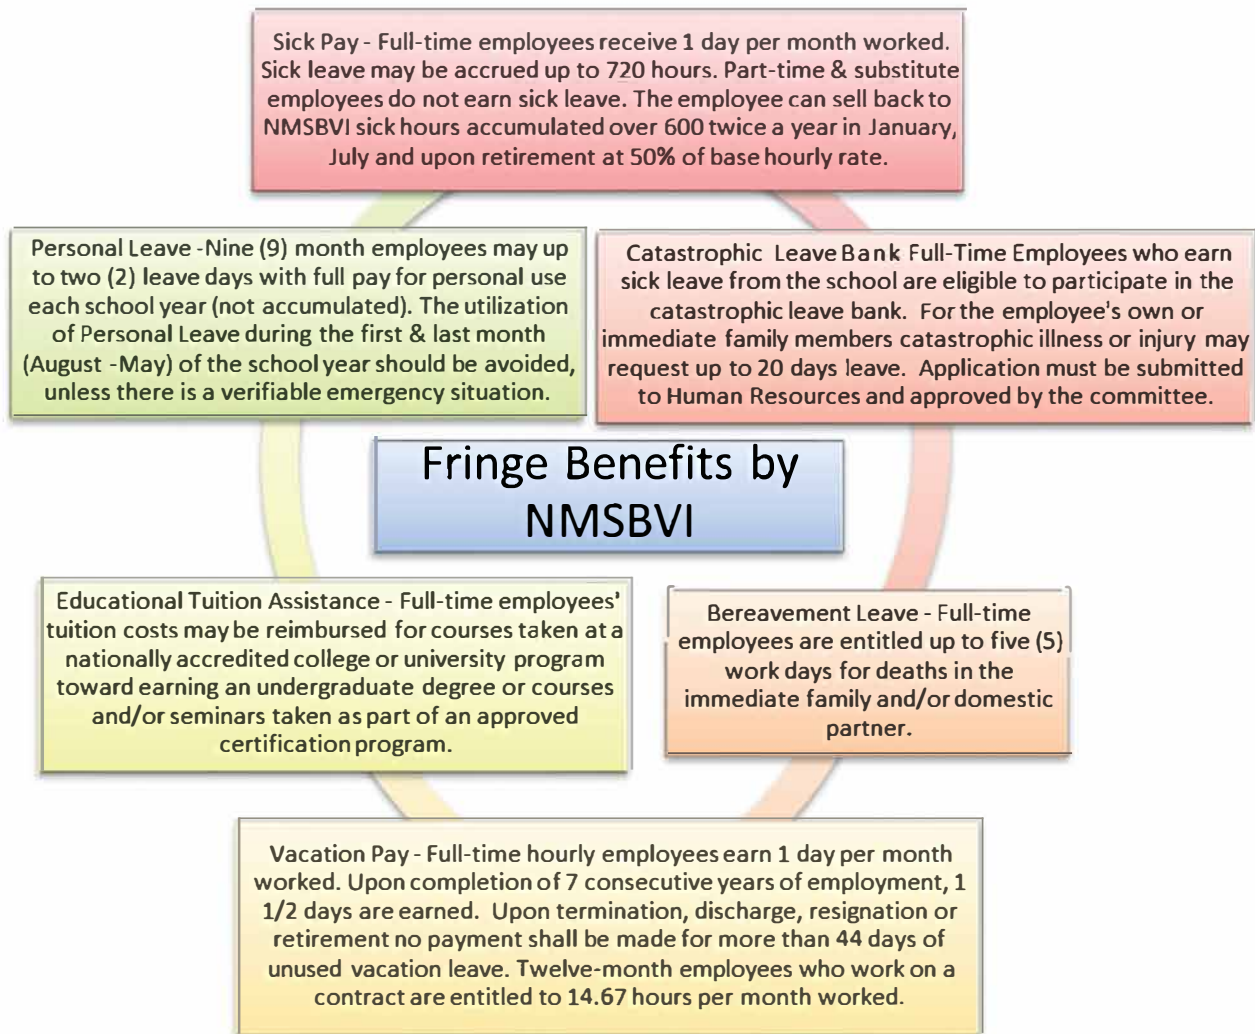 Sick Pay - Full-time employees receive 1 day per month worked.
Sick leave may be accrued up to 720 hours. Part-time & substitute
employees do not earn sick leave. The employee can sell back to
NMSBVI sick hours accumulated over 600 twice a year in January,
July and upon retirement at 50% of base hourly rate.
Personal Leave -Nine (9) month employees may up
to two (2) leave days with full pay for personal use
each school year (not accumulated). The utilization
of Personal Leave during the first & last month
(August -May) of the school year should be avoided,
unless there is a verifiable emergency situation.
Catastrophic Leave Bank Full-Time Employees who earn
sick leave from the school are eligible to participate in the
catastrophic leave bank. For the employee's own or
immediate family members catastrophic illness or injury may
request up to 20 days leave. Application must be submitted
to Human Resources and approved by the committee.
Fringe Benefits by
NMSBVI
Educational Tuition Assistance - Full-time employees'
tuition costs may be reimbursed for courses taken at a
nationally accredited college or university program
toward earning an undergraduate degree or courses
and/or seminars taken as part of an approved
certification program.
Bereavement Leave - Full-time
employees are entitled up to five (5)
work days for deaths in the
immediate family and/or domestic
partner.
Vacation Pay - Full-time hourly employees earn 1 day per month
worked. Upon completion of 7 consecutive years of employment, 1
1/2 days are earned. Upon termination, discharge, resignation or
retirement no payment shall be made for more than 44 days of
unused vacation leave. Twelve-month employees who work on a
contract are entitled to 14.67 hours per month worked.